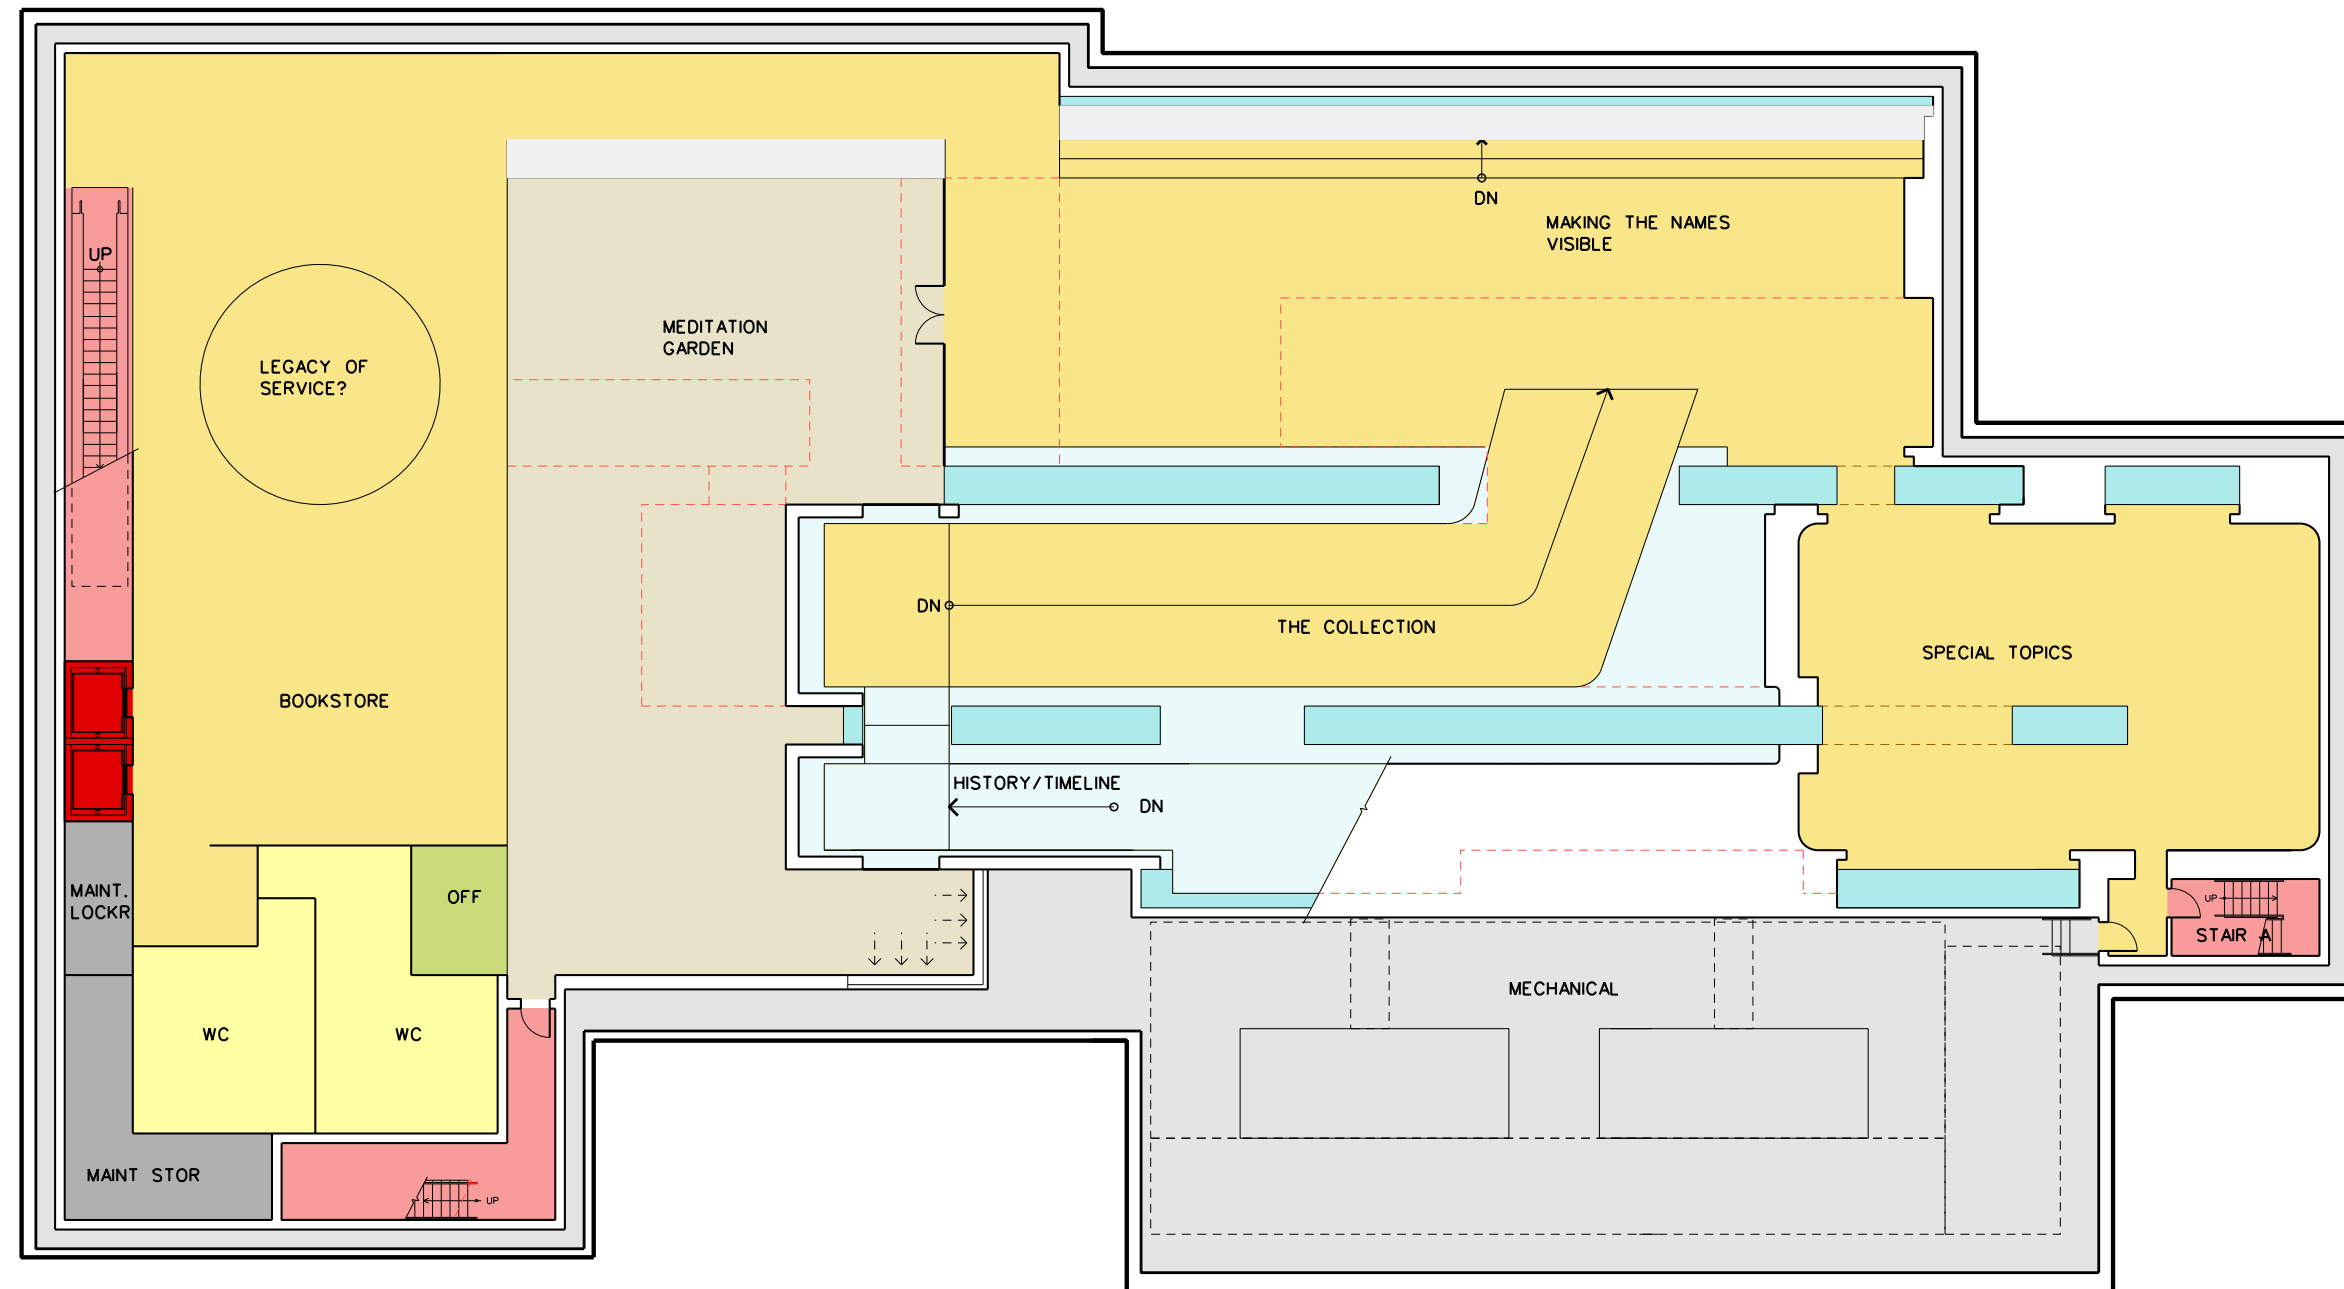 DN
MAKING THE NAMES
VISIBLE
UP
MEDITATION
GARDEN
LEGACY OF
SERVICE?
DN
THE COLLECTION
SPECIAL TOPICS
BOOKSTORE
HISTORY/TIMELINE
DN
MAINT.
LOCKR
OFF
UP
STAIR A
MECHANICAL
WC
WC
MAINT STOR
UP